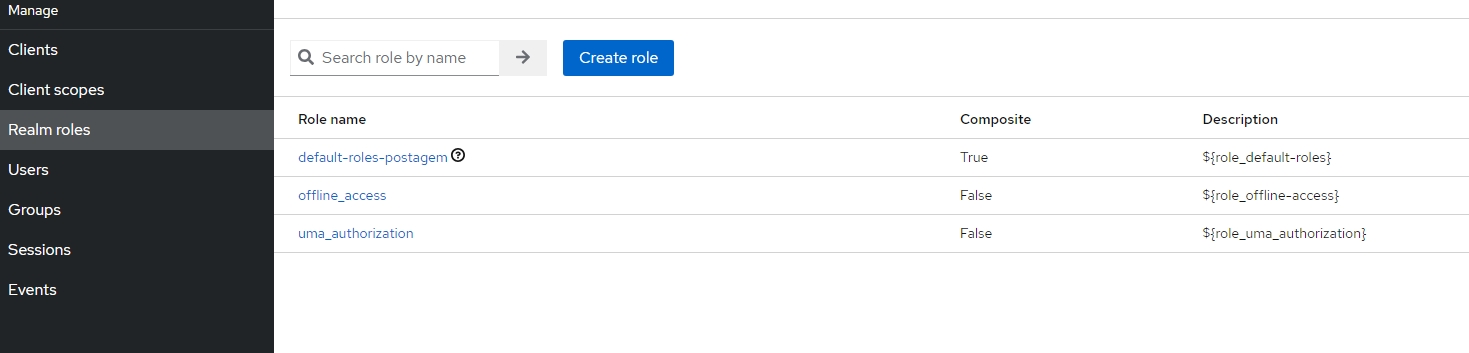 Manage
Clients
Client scopes
Realm roles
Users
Groups
Sessions
Events
Search role by name
Create role
Role name Composite Description
default-roles-postagem True ${role_default-roles}
offline_access False ${role_offline-access}
uma_authorization False ${role_uma_authorization}